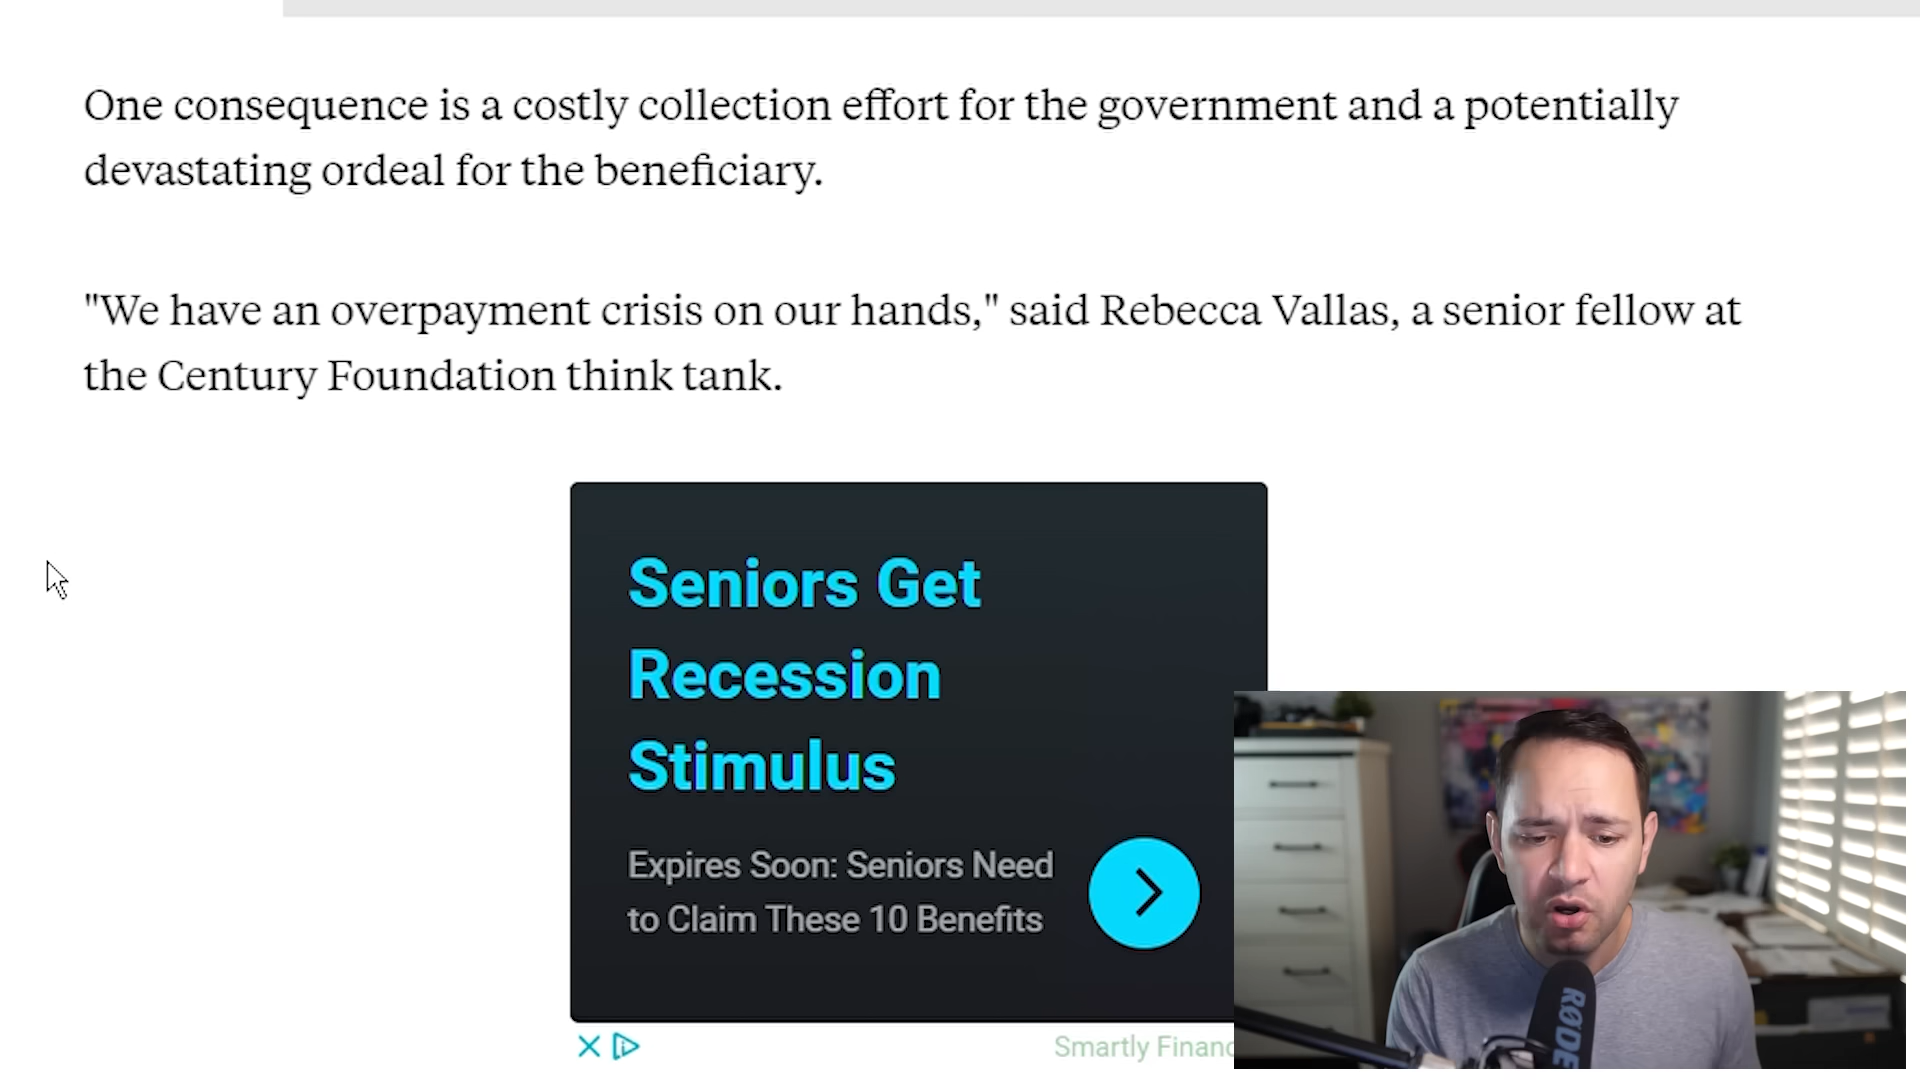 One consequence is a costly collection effort for the government and a potentially
devastating ordeal for the beneficiary.
"We have an overpayment crisis on our hands," said Rebecca Vallas, a senior fellow at
the Century Foundation think tank.
Seniors Get
Recession
Stimulus
Expires Soon: Seniors Need
to Claim These 10 Benefits
Smartly Financ
RØDE